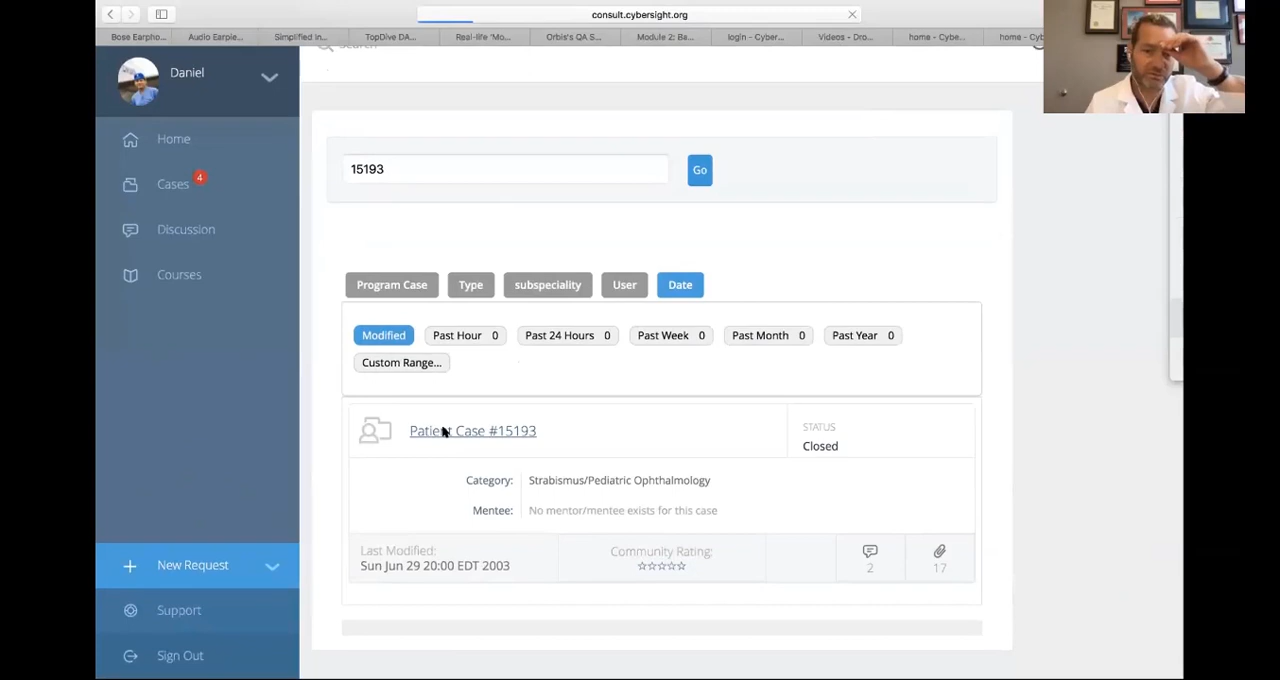 consult.cybersight.org
Bose Earpho... Audio Earpie... Simplified in... TopDive DA... Real-life 'Mo... Orbis's QA S... Module 2: Ba... login - Cyber... Videos - Dro... home - Cybe... home - Cy
Search
Daniel
Home
Cases 4
Discussion
Courses
15193 Go
Program Case Type subspeciality User Date
Modified Past Hour 0 Past 24 Hours 0 Past Week 0 Past Month 0 Past Year 0
Custom Range...
Patient Case #15193
STATUS
Closed
Category: Strabismus/Pediatric Ophthalmology
Mentee: No mentor/mentee exists for this case
Last Modified:
Sun Jun 29 20:00 EDT 2003
Community Rating:
2 17
New Request
Support
Sign Out